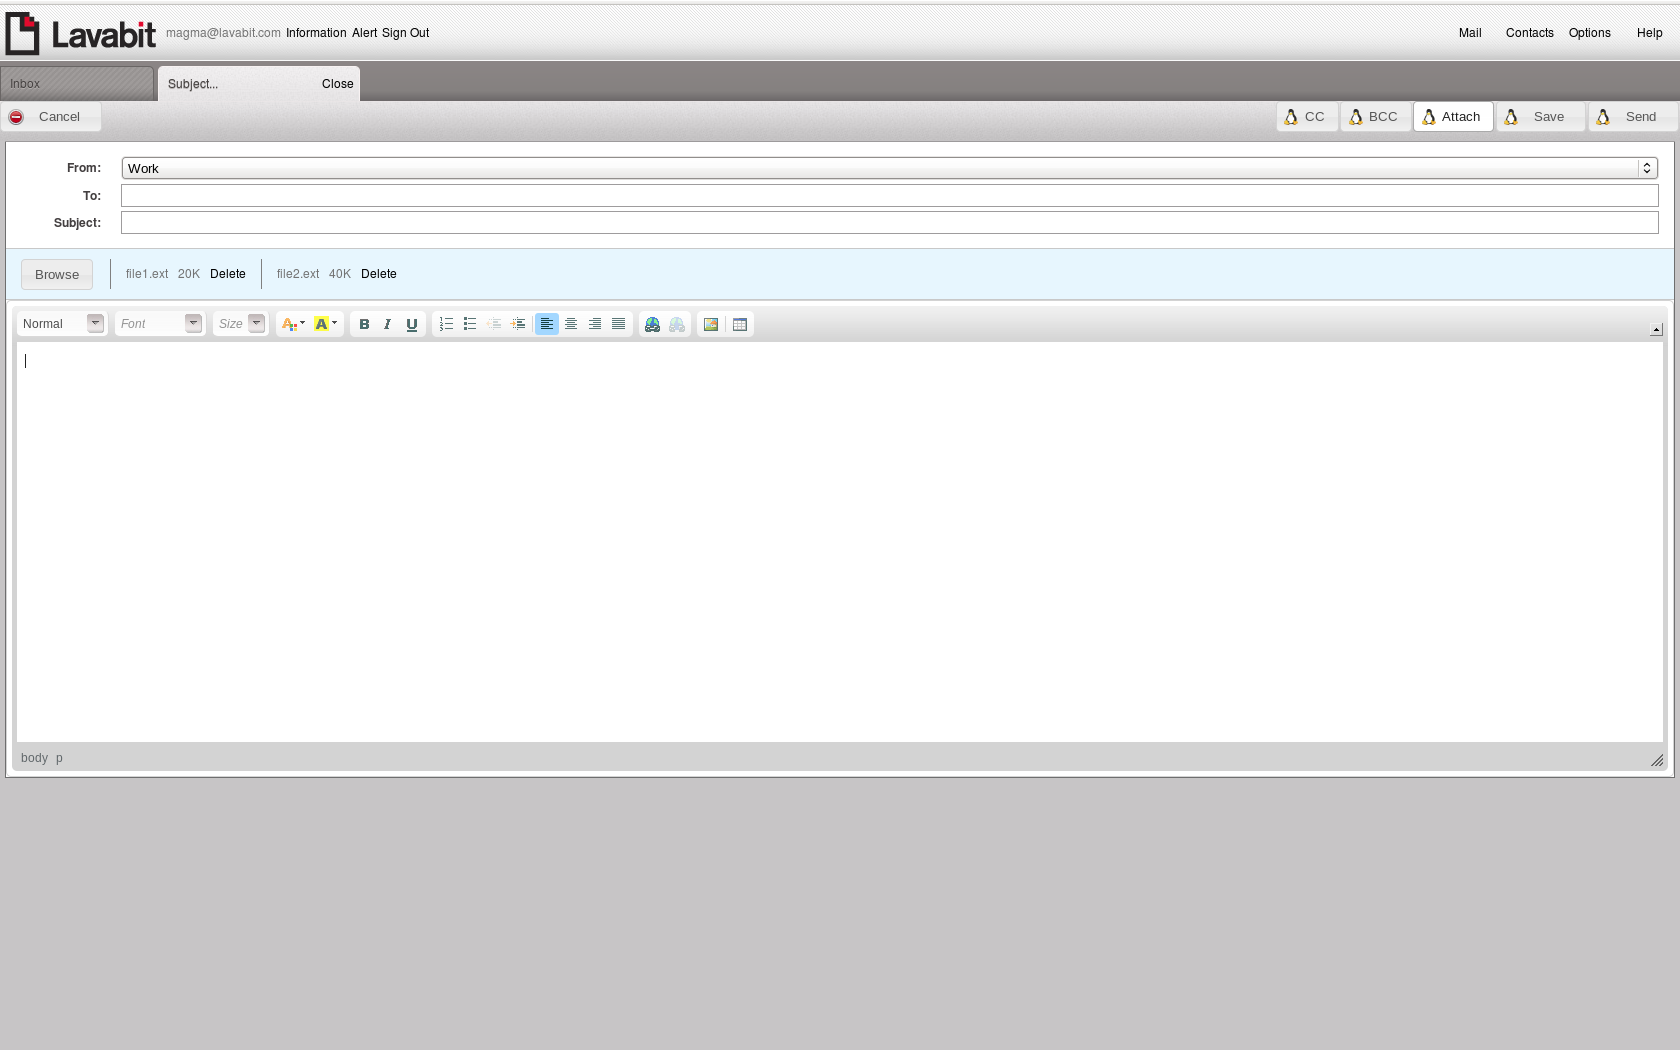 Lavabit magma@lavabit.com Information Alert Sign Out Mail Contacts Options Help
Inbox Subject... Close
Cancel CC BCC Attach Save Send
From: Work
To:
Subject:
Browse file1.ext 20K Delete file2.ext 40K Delete
Normal Font Size A A B I U
body p